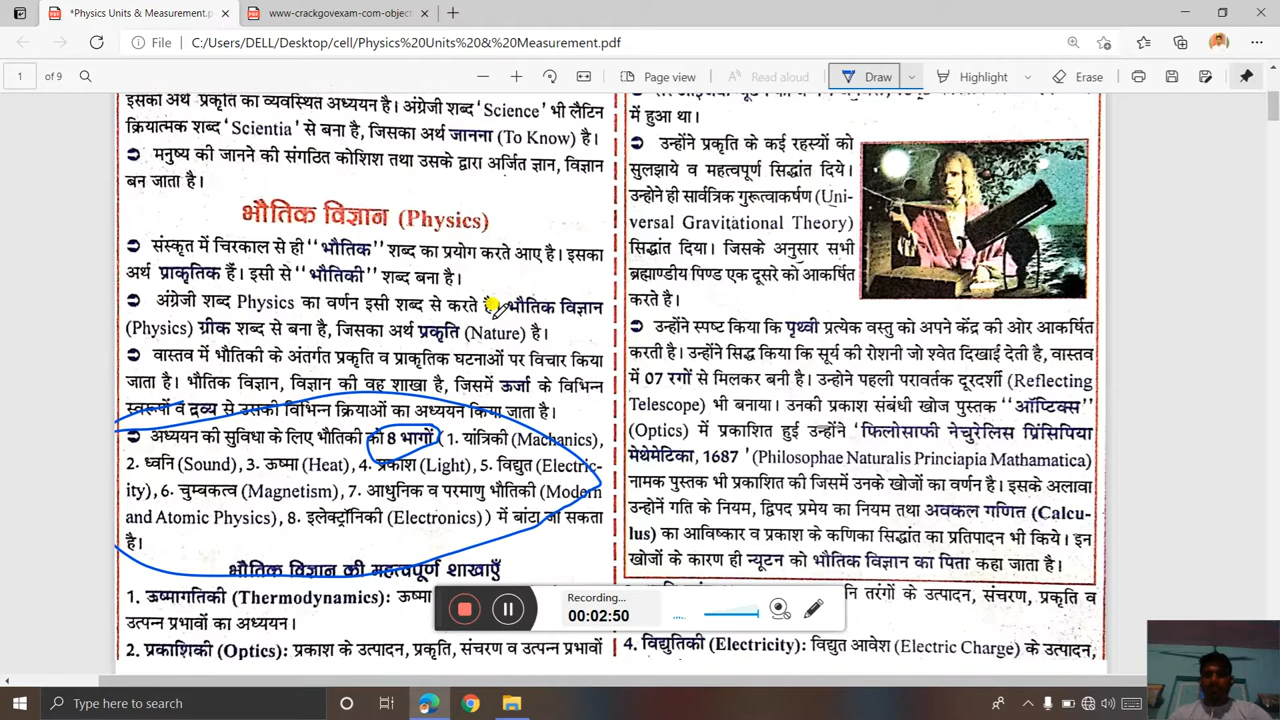 *Physics Units & Measurement.p
www-crackgovexam-com-objec
File
C:/Users/DELL/Desktop/cell/Physics%20Units%20&%20Measurement.pdf
1 of 9
Page view
Read aloud
Draw
Highlight
Erase
इसका अर्थ प्रकृति का व्यवस्थित अध्ययन है। अंग्रेजी शब्द 'Science' भी लैटिन
क्रियात्मक शब्द 'Scientia' से बना है, जिसका अर्थ जानना (To Know) है।
मनुष्य की जानने की संगठित कोशिश तथा उसके द्वारा अर्जित ज्ञान, विज्ञान
बन जाता है।
भौतिक विज्ञान (Physics)
संस्कृत में चिरकाल से ही "भौतिक" शब्द का प्रयोग करते आए है। इसका
अर्थ प्राकृतिक हैं। इसी से "भौतिकी" शब्द बना है।
अंग्रेजी शब्द Physics का वर्णन इसी शब्द से करते है। भौतिक विज्ञान
(Physics) ग्रीक शब्द से बना है, जिसका अर्थ प्रकृति (Nature) है।
वास्तव में भौतिकी के अंतर्गत प्रकृति व प्राकृतिक घटनाओं पर विचार किया
जाता है। भौतिक विज्ञान, विज्ञान की वह शाखा है, जिसमें ऊर्जा के विभिन्न
स्वरूपों व द्रव्य से उसकी विभिन्न क्रियाओं का अध्ययन किया जाता है।
अध्ययन की सुविधा के लिए भौतिकी को 8 भागों (1. यांत्रिकी (Machanics),
2. ध्वनि (Sound), 3. ऊष्मा (Heat), 4. प्रकाश (Light), 5. विद्युत (Electric-
ity), 6. चुम्बकत्व (Magnetism), 7. आधुनिक व परमाणु भौतिकी (Modern
and Atomic Physics), 8. इलेक्ट्रॉनिकी (Electronics)) में बांटा जा सकता
है।
भौतिक विज्ञान की महत्वपूर्ण शाखाएँ
1. ऊष्मागतिकी (Thermodynamics): ऊष्मा
उत्पन्न प्रभावों का अध्ययन।
2. प्रकाशिकी (Optics): प्रकाश के उत्पादन, प्रकृति, संचरण व उत्पन्न प्रभावों
में हुआ था।
उन्होंने प्रकृति के कई रहस्यों को
सुलझाये व महत्वपूर्ण सिद्धांत दिये।
उन्होने ही सार्वत्रिक गुरूत्वाकर्षण (Uni-
versal Gravitational Theory)
सिद्धांत दिया। जिसके अनुसार सभी
ब्रह्माण्डीय पिण्ड एक दूसरे को आकर्षित
करते है।
उन्होंने स्पष्ट किया कि पृथ्वी प्रत्येक वस्तु को अपने केंद्र की ओर आकर्षित
करती है। उन्होंने सिद्ध किया कि सूर्य की रोशनी जो श्वेत दिखाई देती है, वास्तव
में 07 रगों से मिलकर बनी है। उन्होने पहली परावर्तक दूरदर्शी (Reflecting
Telescope) भी बनाया। उनकी प्रकाश संबंधी खोज पुस्तक "ऑप्टिक्स"
(Optics) में प्रकाशित हुई उन्होंने 'फिलोसाफी नेचुरेलिस प्रिंसिपिया
मेथेमेटिका, 1687 '(Philosophae Naturalis Princiapia Mathamatica)
नामक पुस्तक भी प्रकाशित की जिसमें उनके खोजों का वर्णन है। इसके अलावा
उन्होनें गति के नियम, द्विपद प्रमेय का नियम तथा अवकल गणित (Calcu-
lus) का आविष्कार व प्रकाश के कणिका सिद्धांत का प्रतिपादन भी किये। इन
खोजों के कारण ही न्यूटन को भौतिक विज्ञान का पिता कहा जाता है।
नि तरंगों के उत्पादन, संचरण, प्रकृति व
4. विद्युतिकी (Electricity): विद्युत आवेश (Electric Charge) के उत्पादन,
Recording...
00:02:50
Type here to search